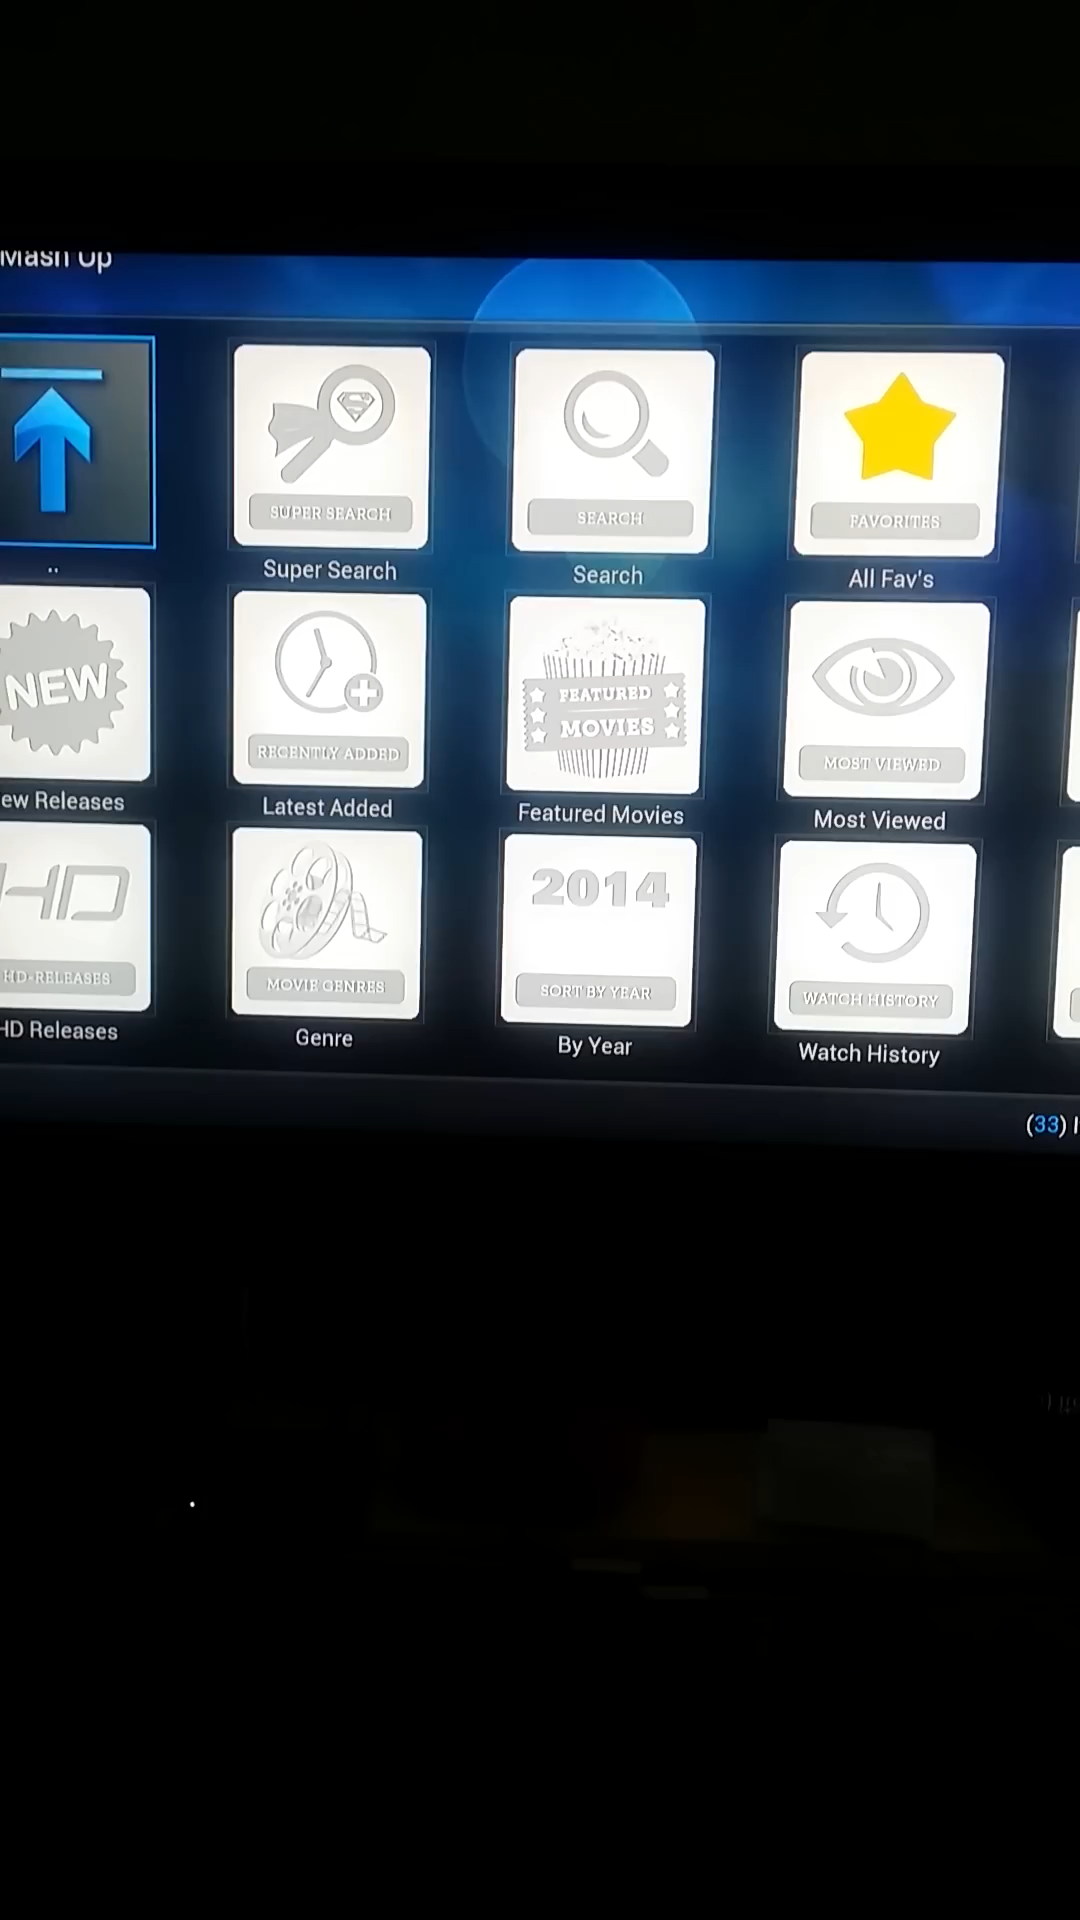 Mash Up
SUPER SEARCH
SEARCH
FAVORITES
..
Super Search
Search
All Fav's
NEW
RECENTLY ADDED
FEATURED
MOVIES
MOST VIEWED
ew Releases
Latest Added
Featured Movies
Most Viewed
HD
HD-RELEASES
MOVIE GENRES
2014
SORT BY YEAR
WATCH HISTORY
HD Releases
Genre
By Year
Watch History
(33)